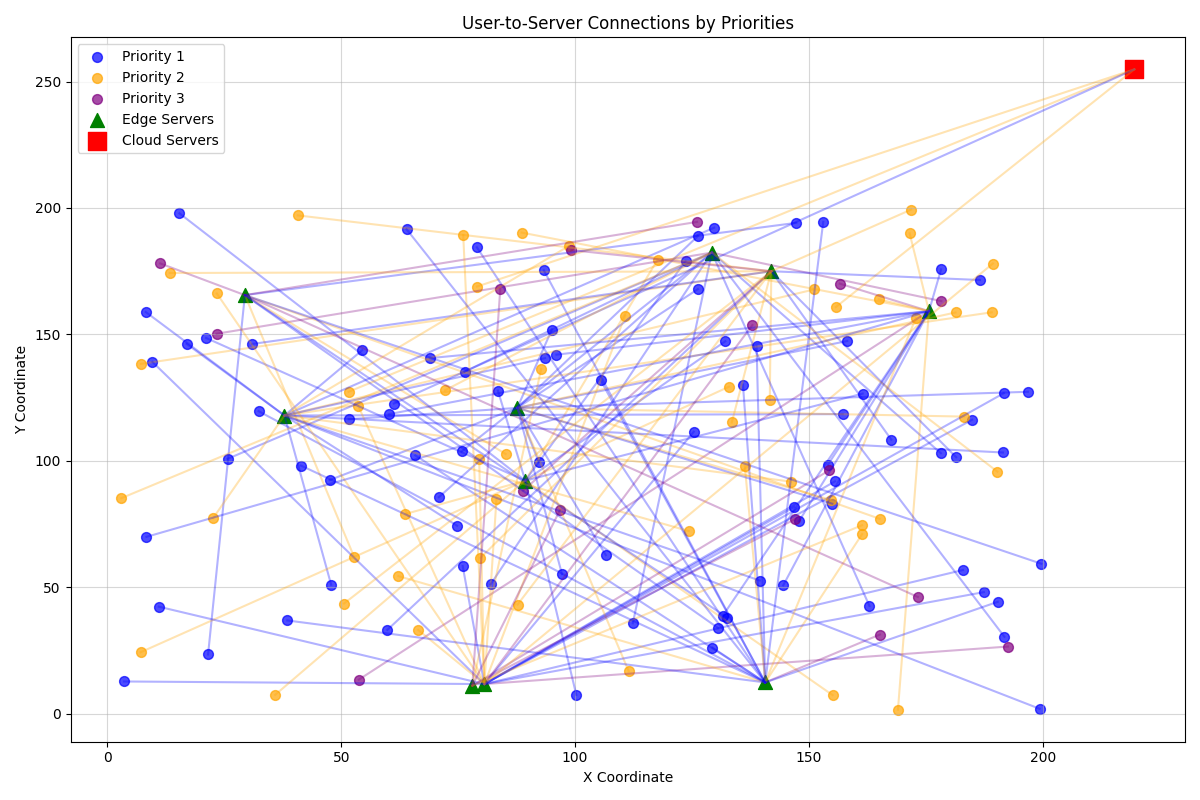 User-to-Server Connections by Priorities
Priority 1
Priority 2
Priority 3
Edge Servers
Cloud Servers
Y Coordinate
250
200
150
100
50
0
0
50
100
150
200
X Coordinate